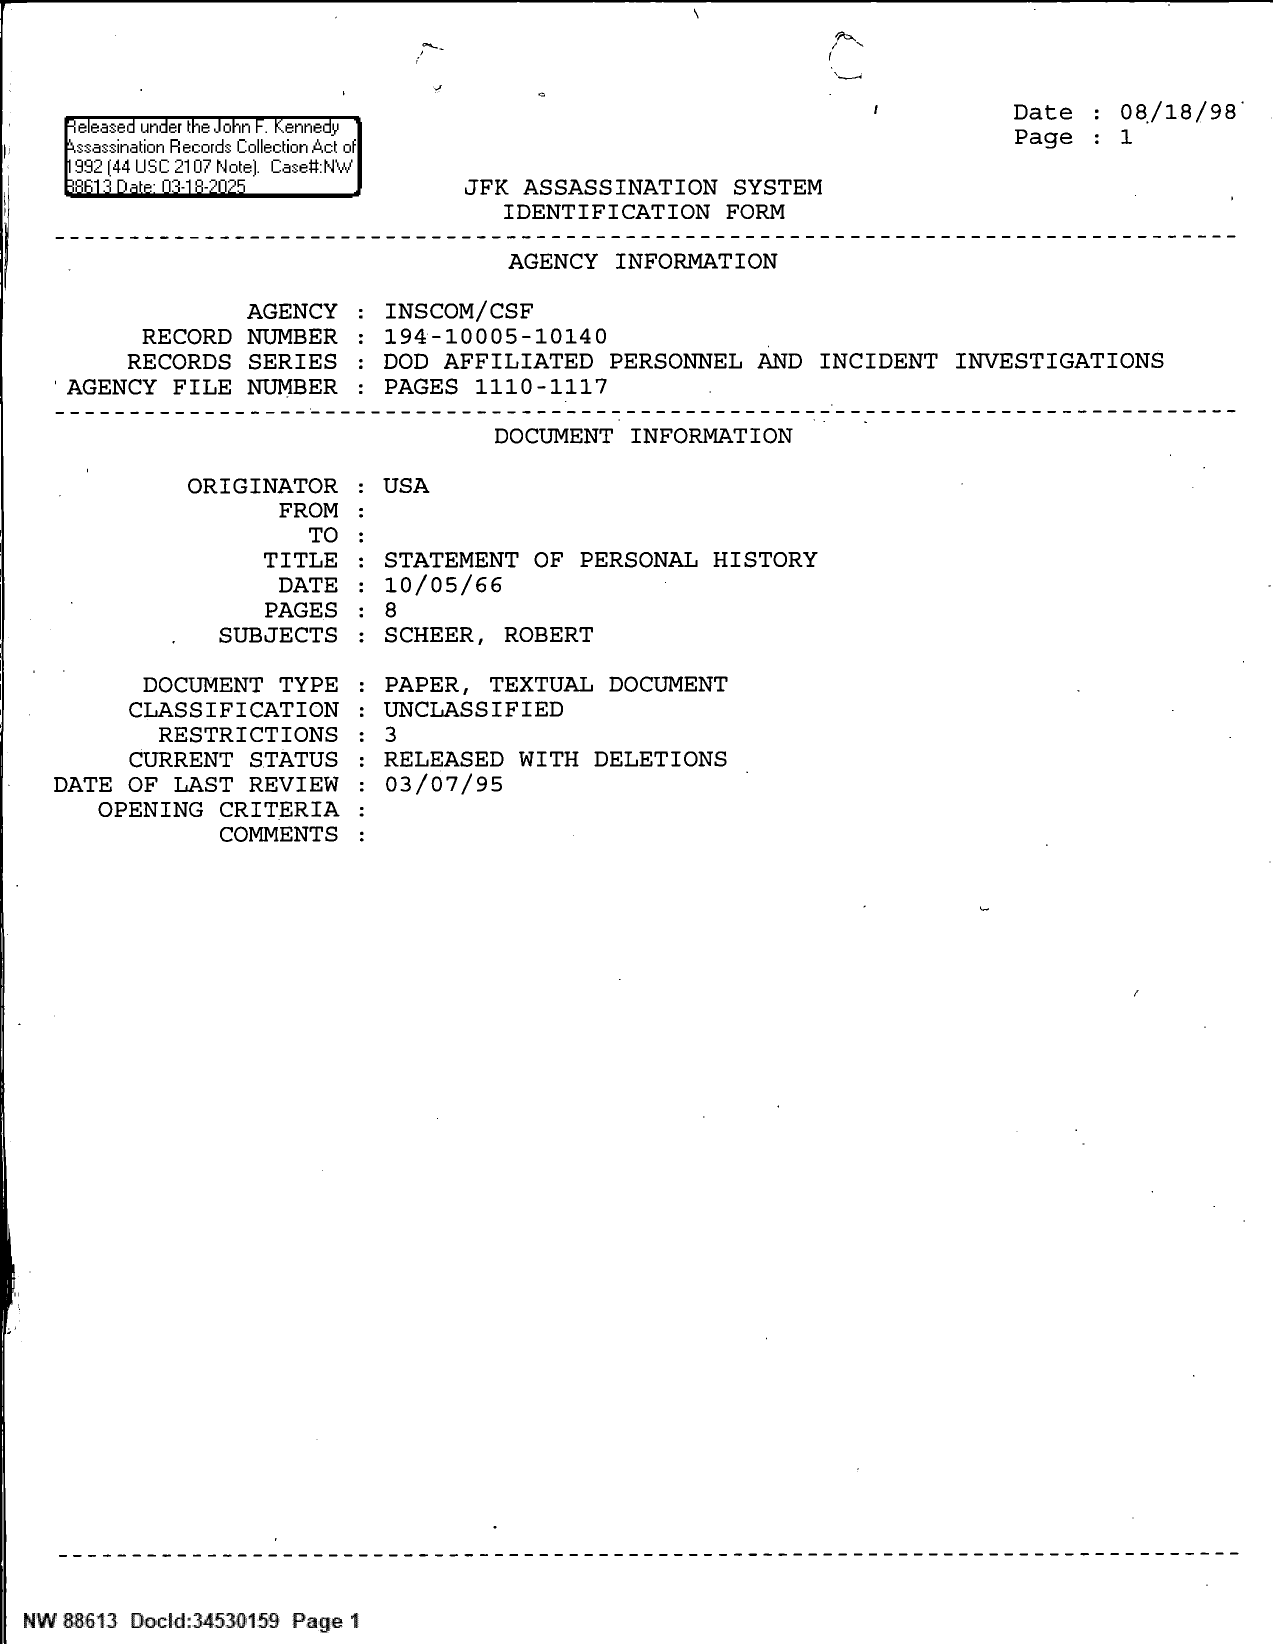 Date : 08/18/98
Page : 1
Released under the John F. Kennedy
Assassination Records Collection Act of
1992 (44 USC 2107 Note). Case#:NW
88613 Date: 03-18-2025
JFK ASSASSINATION SYSTEM
IDENTIFICATION FORM
AGENCY INFORMATION
AGENCY : INSCOM/CSF
RECORD NUMBER : 194-10005-10140
RECORDS SERIES : DOD AFFILIATED PERSONNEL AND INCIDENT INVESTIGATIONS
AGENCY FILE NUMBER : PAGES 1110-1117
DOCUMENT INFORMATION
ORIGINATOR : USA
FROM :
TO :
TITLE : STATEMENT OF PERSONAL HISTORY
DATE : 10/05/66
PAGES : 8
SUBJECTS : SCHEER, ROBERT
DOCUMENT TYPE : PAPER, TEXTUAL DOCUMENT
CLASSIFICATION : UNCLASSIFIED
RESTRICTIONS : 3
CURRENT STATUS : RELEASED WITH DELETIONS
DATE OF LAST REVIEW : 03/07/95
OPENING CRITERIA :
COMMENTS :
NW 88613 DocId:34530159 Page 1